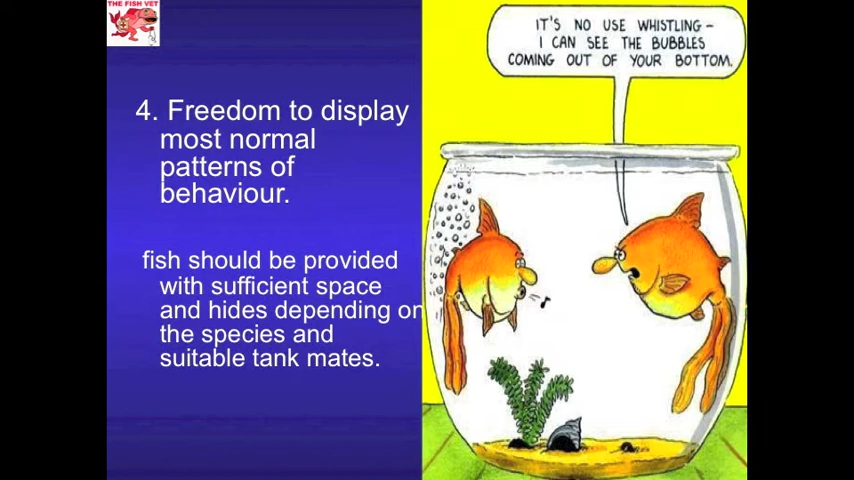 THE FISH VET
4. Freedom to display
most normal
patterns of
behaviour.
fish should be provided
with sufficient space
and hides depending on
the species and
suitable tank mates.
IT'S NO USE WHISTLING-
I CAN SEE THE BUBBLES
COMING OUT OF YOUR BOTTOM.